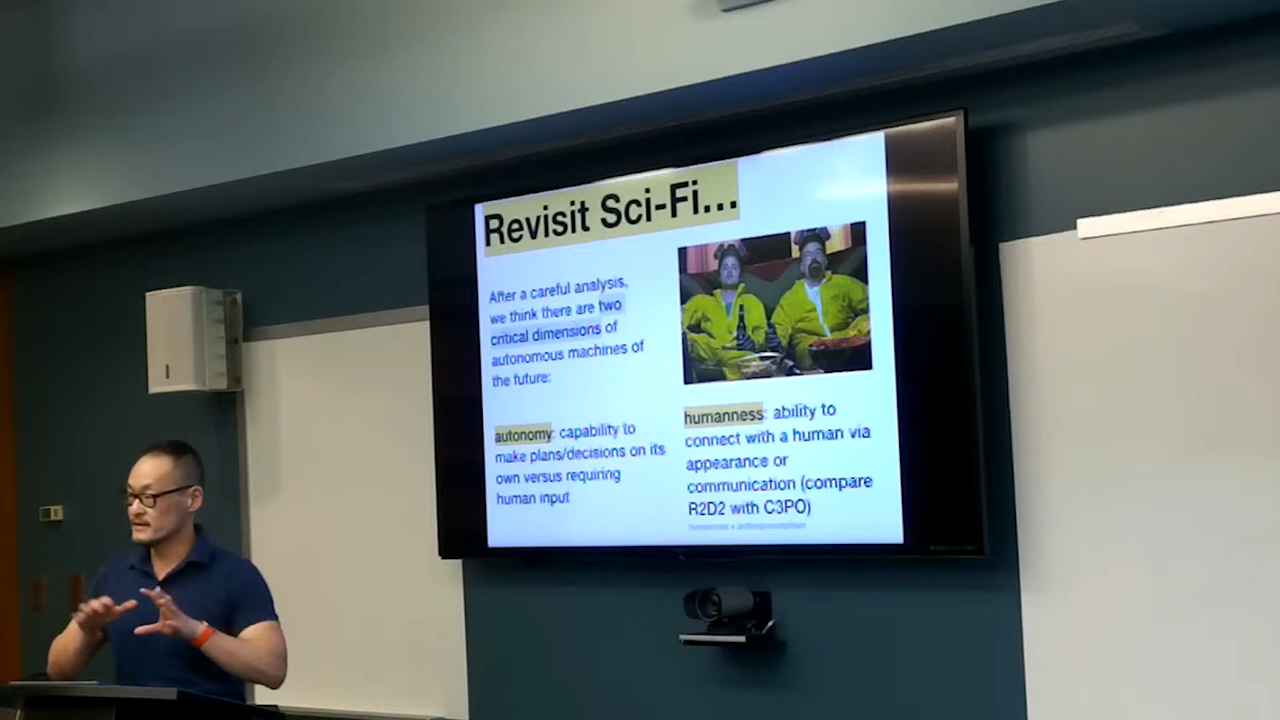 Revisit Sci-Fi...
After a careful analysis,
we think there are two
critical dimensions of
autonomous machines of
the future:
autonomy: capability to
make plans/decisions on its
own versus requiring
human input
humanness: ability to
connect with a human via
appearance or
communication (compare
R2D2 with C3PO)